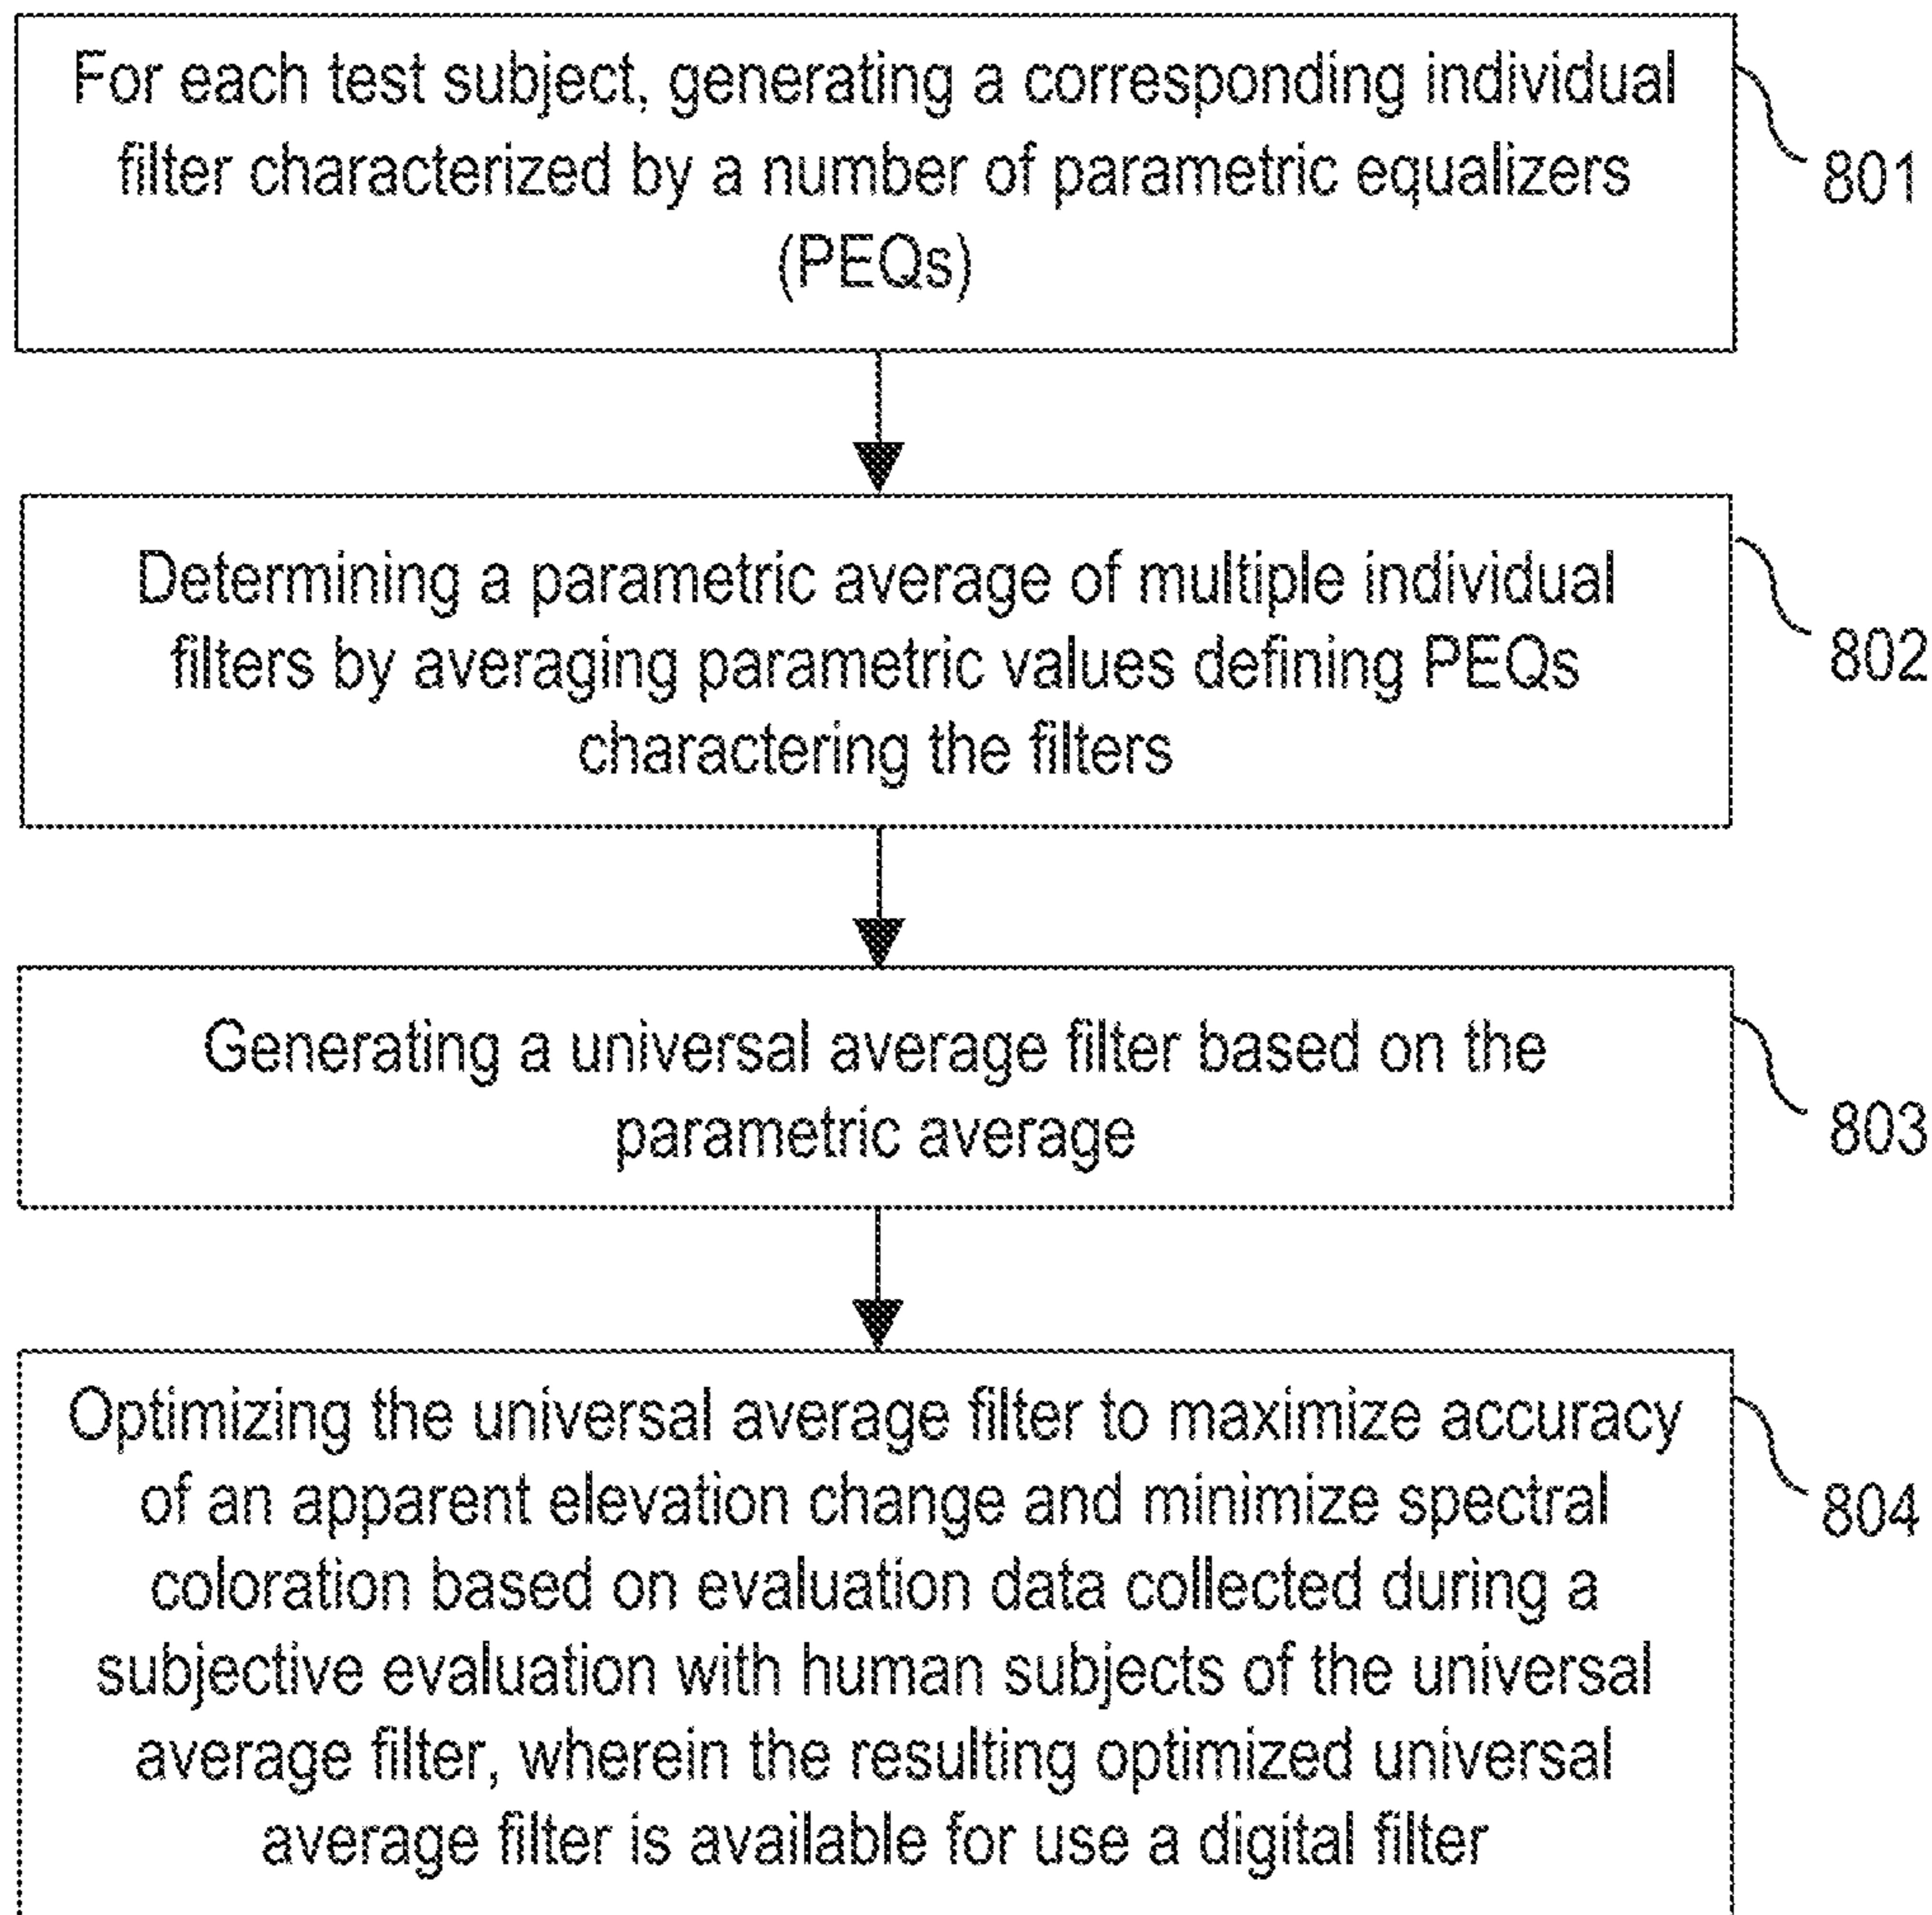 For each test subject, generating a corresponding individual
filter characterized by a number of parametric equalizers
(PEQs)
801
Determining a parametric average of multiple individual
filters by averaging parametric values defining PEQs
charactering the filters
802
Generating a universal average filter based on the
parametric average
803
Optimizing the universal average filter to maximize accuracy
of an apparent elevation change and minimize spectral
coloration based on evaluation data collected during a
subjective evaluation with human subjects of the universal
average filter, wherein the resulting optimized universal
average filter is available for use a digital filter
804